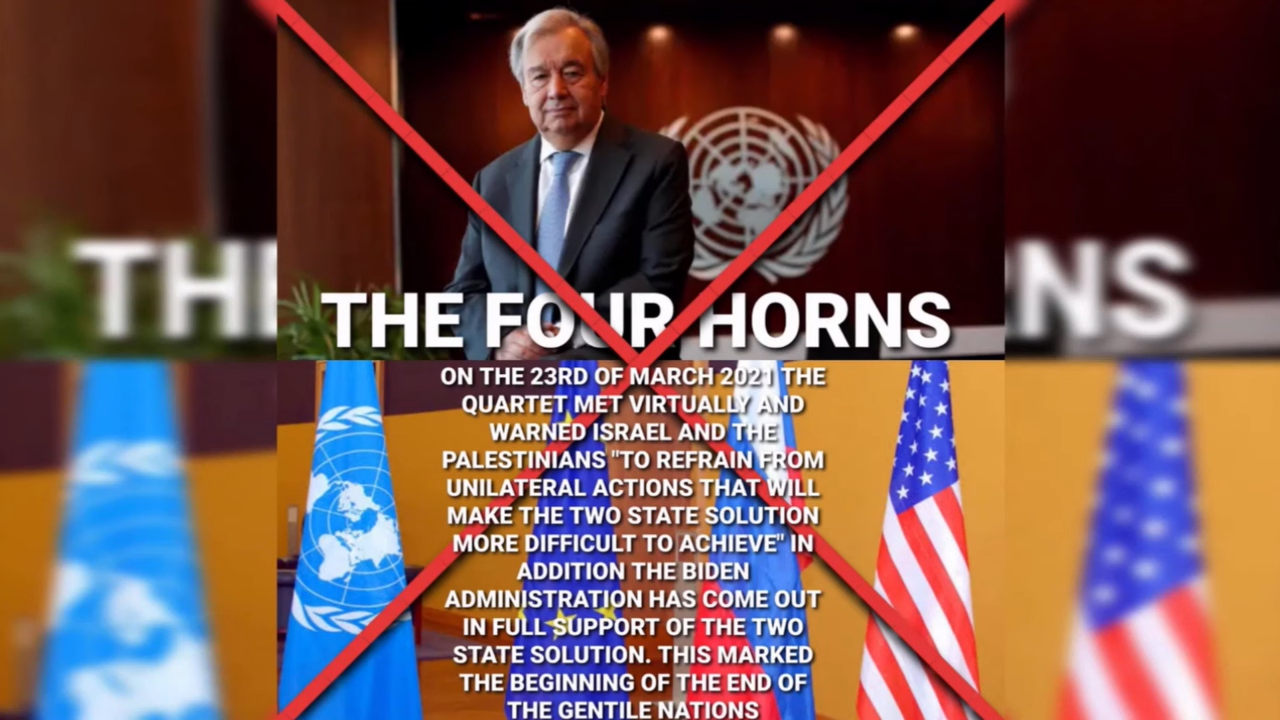 THE FOUR HORNS
ON THE 23RD OF MARCH 2021 THE
QUARTET MET VIRTUALLY AND
WARNED ISRAEL AND THE
PALESTINIANS "TO REFRAIN FROM
UNILATERAL ACTIONS THAT WILL
MAKE THE TWO STATE SOLUTION
MORE DIFFICULT TO ACHIEVE" IN
ADDITION THE BIDEN
ADMINISTRATION HAS COME OUT
IN FULL SUPPORT OF THE TWO
STATE SOLUTION. THIS MARKED
THE BEGINNING OF THE END OF
THE GENTILE NATIONS